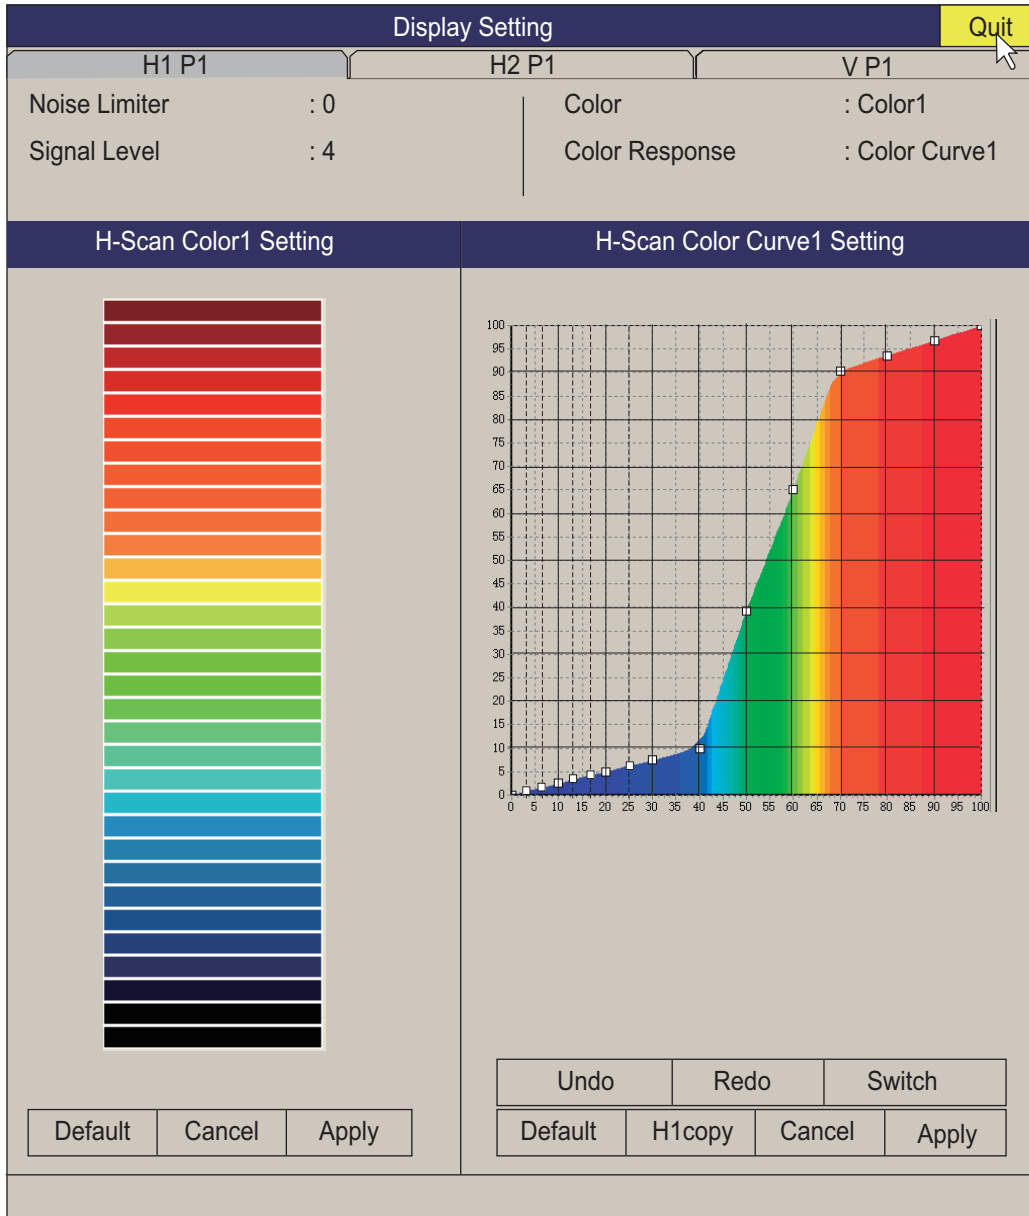 Display Setting Quit
H1 P1 H2 P1 V P1
Noise Limiter : 0 Color : Color1
Signal Level : 4 Color Response : Color Curve1
H-Scan Color1 Setting H-Scan Color Curve1 Setting
100
95
90
85
80
75
70
65
60
55
50
45
40
35
30
25
20
15
10
5
0
0 5 10 15 20 25 30 35 40 45 50 55 60 65 70 75 80 85 90 95 100
Undo Redo Switch
Default Cancel Apply Default H1copy Cancel Apply